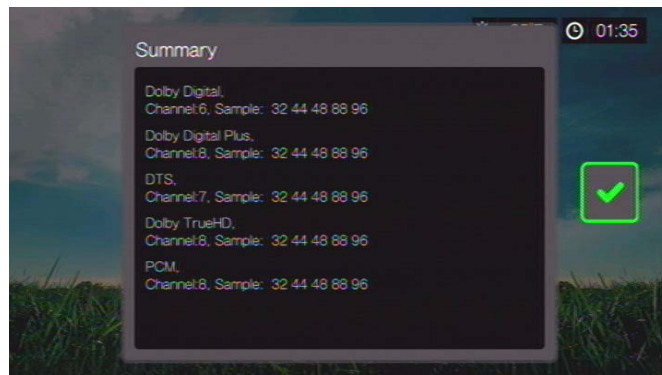 01:35
Summary
Dolby Digital,
Channel:6, Sample: 32 44 48 88 96
Dolby Digital Plus,
Channel:8, Sample: 32 44 48 88 96
DTS,
Channel:7, Sample: 32 44 48 88 96
Dolby TrueHD,
Channel:8, Sample: 32 44 48 88 96
PCM,
Channel:8, Sample: 32 44 48 88 96